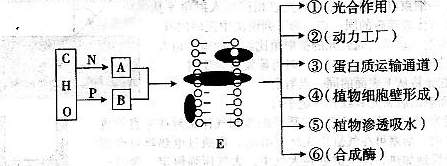 C
H
O
N
P
A
B
E
①(光合作用)
②(动力工厂)
③(蛋白质运输通道)
④(植物细胞壁形成)
⑤(植物渗透吸水)
⑥(合成酶)